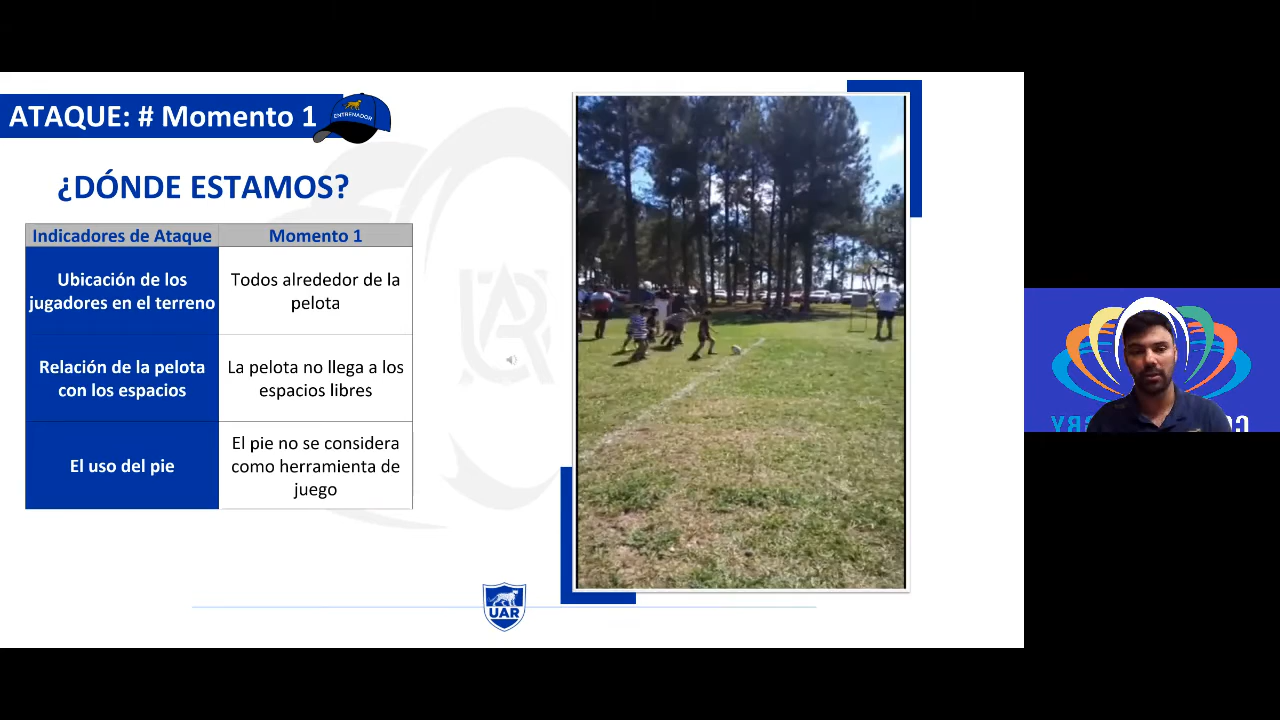 ATAQUE: # Momento 1
ENTRENADOR
¿DÓNDE ESTAMOS?
Indicadores de Ataque
Momento 1
Ubicación de los
jugadores en el terreno
Todos alrededor de la
pelota
Relación de la pelota
con los espacios
La pelota no llega a los
espacios libres
El uso del pie
El pie no se considera
como herramienta de
juego
UAR